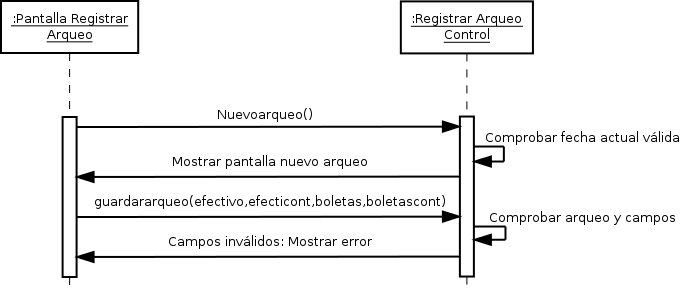 :Pantalla Registrar
Arqueo
:Registrar Arqueo
Control
Nuevoarqueo()
Comprobar fecha actual válida
Mostrar pantalla nuevo arqueo
guardararqueo(efectivo,efecticont,boletas,boletascont)
Comprobar arqueo y campos
Campos inválidos: Mostrar error